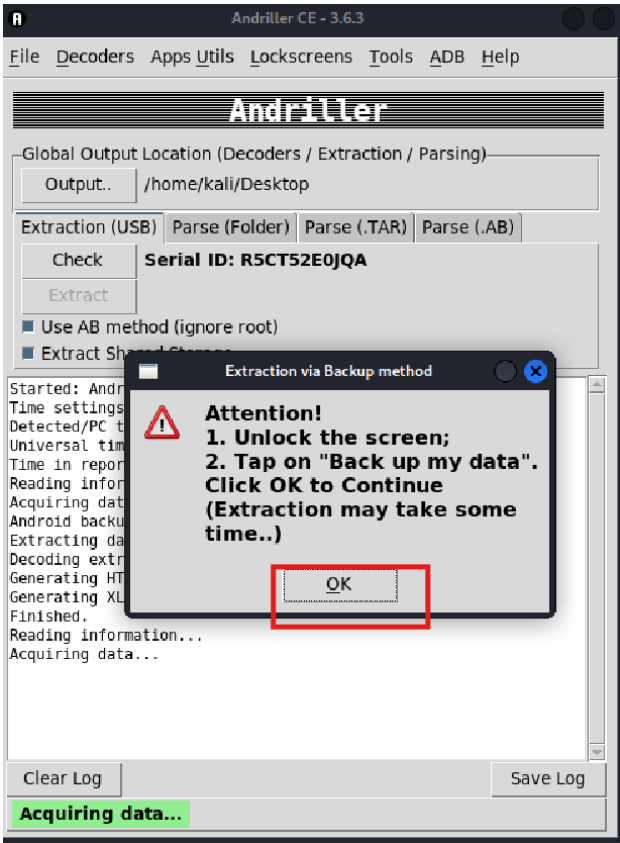 Andriller CE - 3.6.3
File Decoders Apps Utils Lockscreens Tools ADB Help
Andriller
Global Output Location (Decoders / Extraction / Parsing)
Output.. /home/kali/Desktop
Extraction (USB) Parse (Folder) Parse (.TAR) Parse (.AB)
Check Serial ID: R5CT52E0JQA
Extract
Use AB method (ignore root)
Extract Shared Storage
Extraction via Backup method
Attention!
1. Unlock the screen;
2. Tap on "Back up my data".
Click OK to Continue
(Extraction may take some
time..)
OK
Started: Andr
Time settings
Detected/PC t
Universal tim
Time in repor
Reading infor
Acquiring dat
Android backu
Extracting da
Decoding extr
Generating HT
Generating XL
Finished.
Reading information...
Acquiring data...
Clear Log Save Log
Acquiring data...